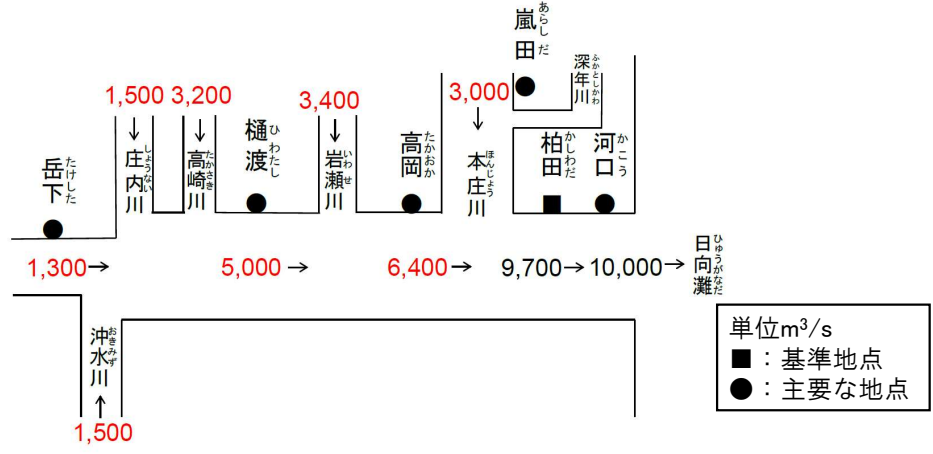 嵐田
あらしだ
深年川
ふかとしかわ
1,500
3,200
3,400
3,000
岳下
たけした
庄内川
しょうない
高崎川
たかさき
樋渡
ひわたし
岩瀬川
いわせ
高岡
たかおか
本庄川
ほんじょう
柏田
かしわだ
河口
かこう
1,300
5,000
6,400
9,700
10,000
日向灘
ひゅうがなだ
沖水川
おきみず
1,500
単位m³/s
■：基準地点
●：主要な地点